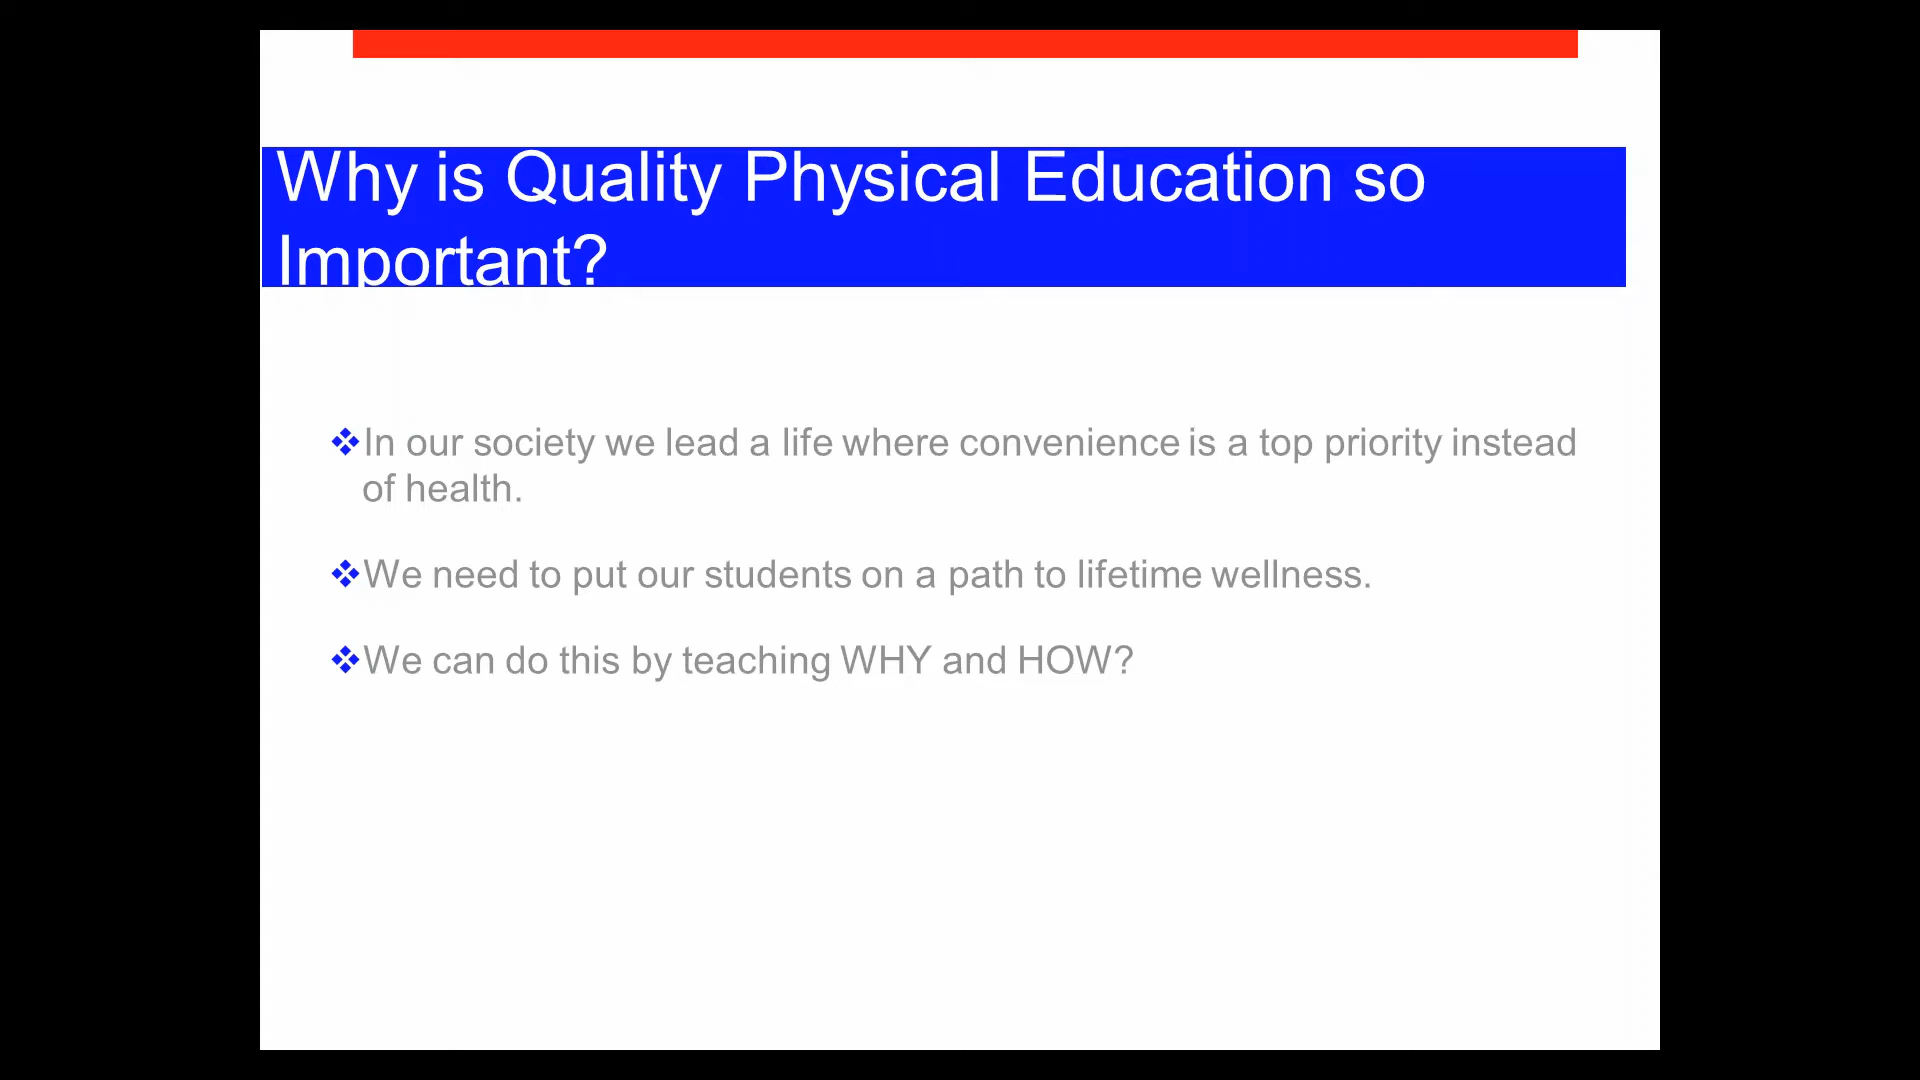 Why is Quality Physical Education so
Important?
❖In our society we lead a life where convenience is a top priority instead
of health.
❖We need to put our students on a path to lifetime wellness.
❖We can do this by teaching WHY and HOW?